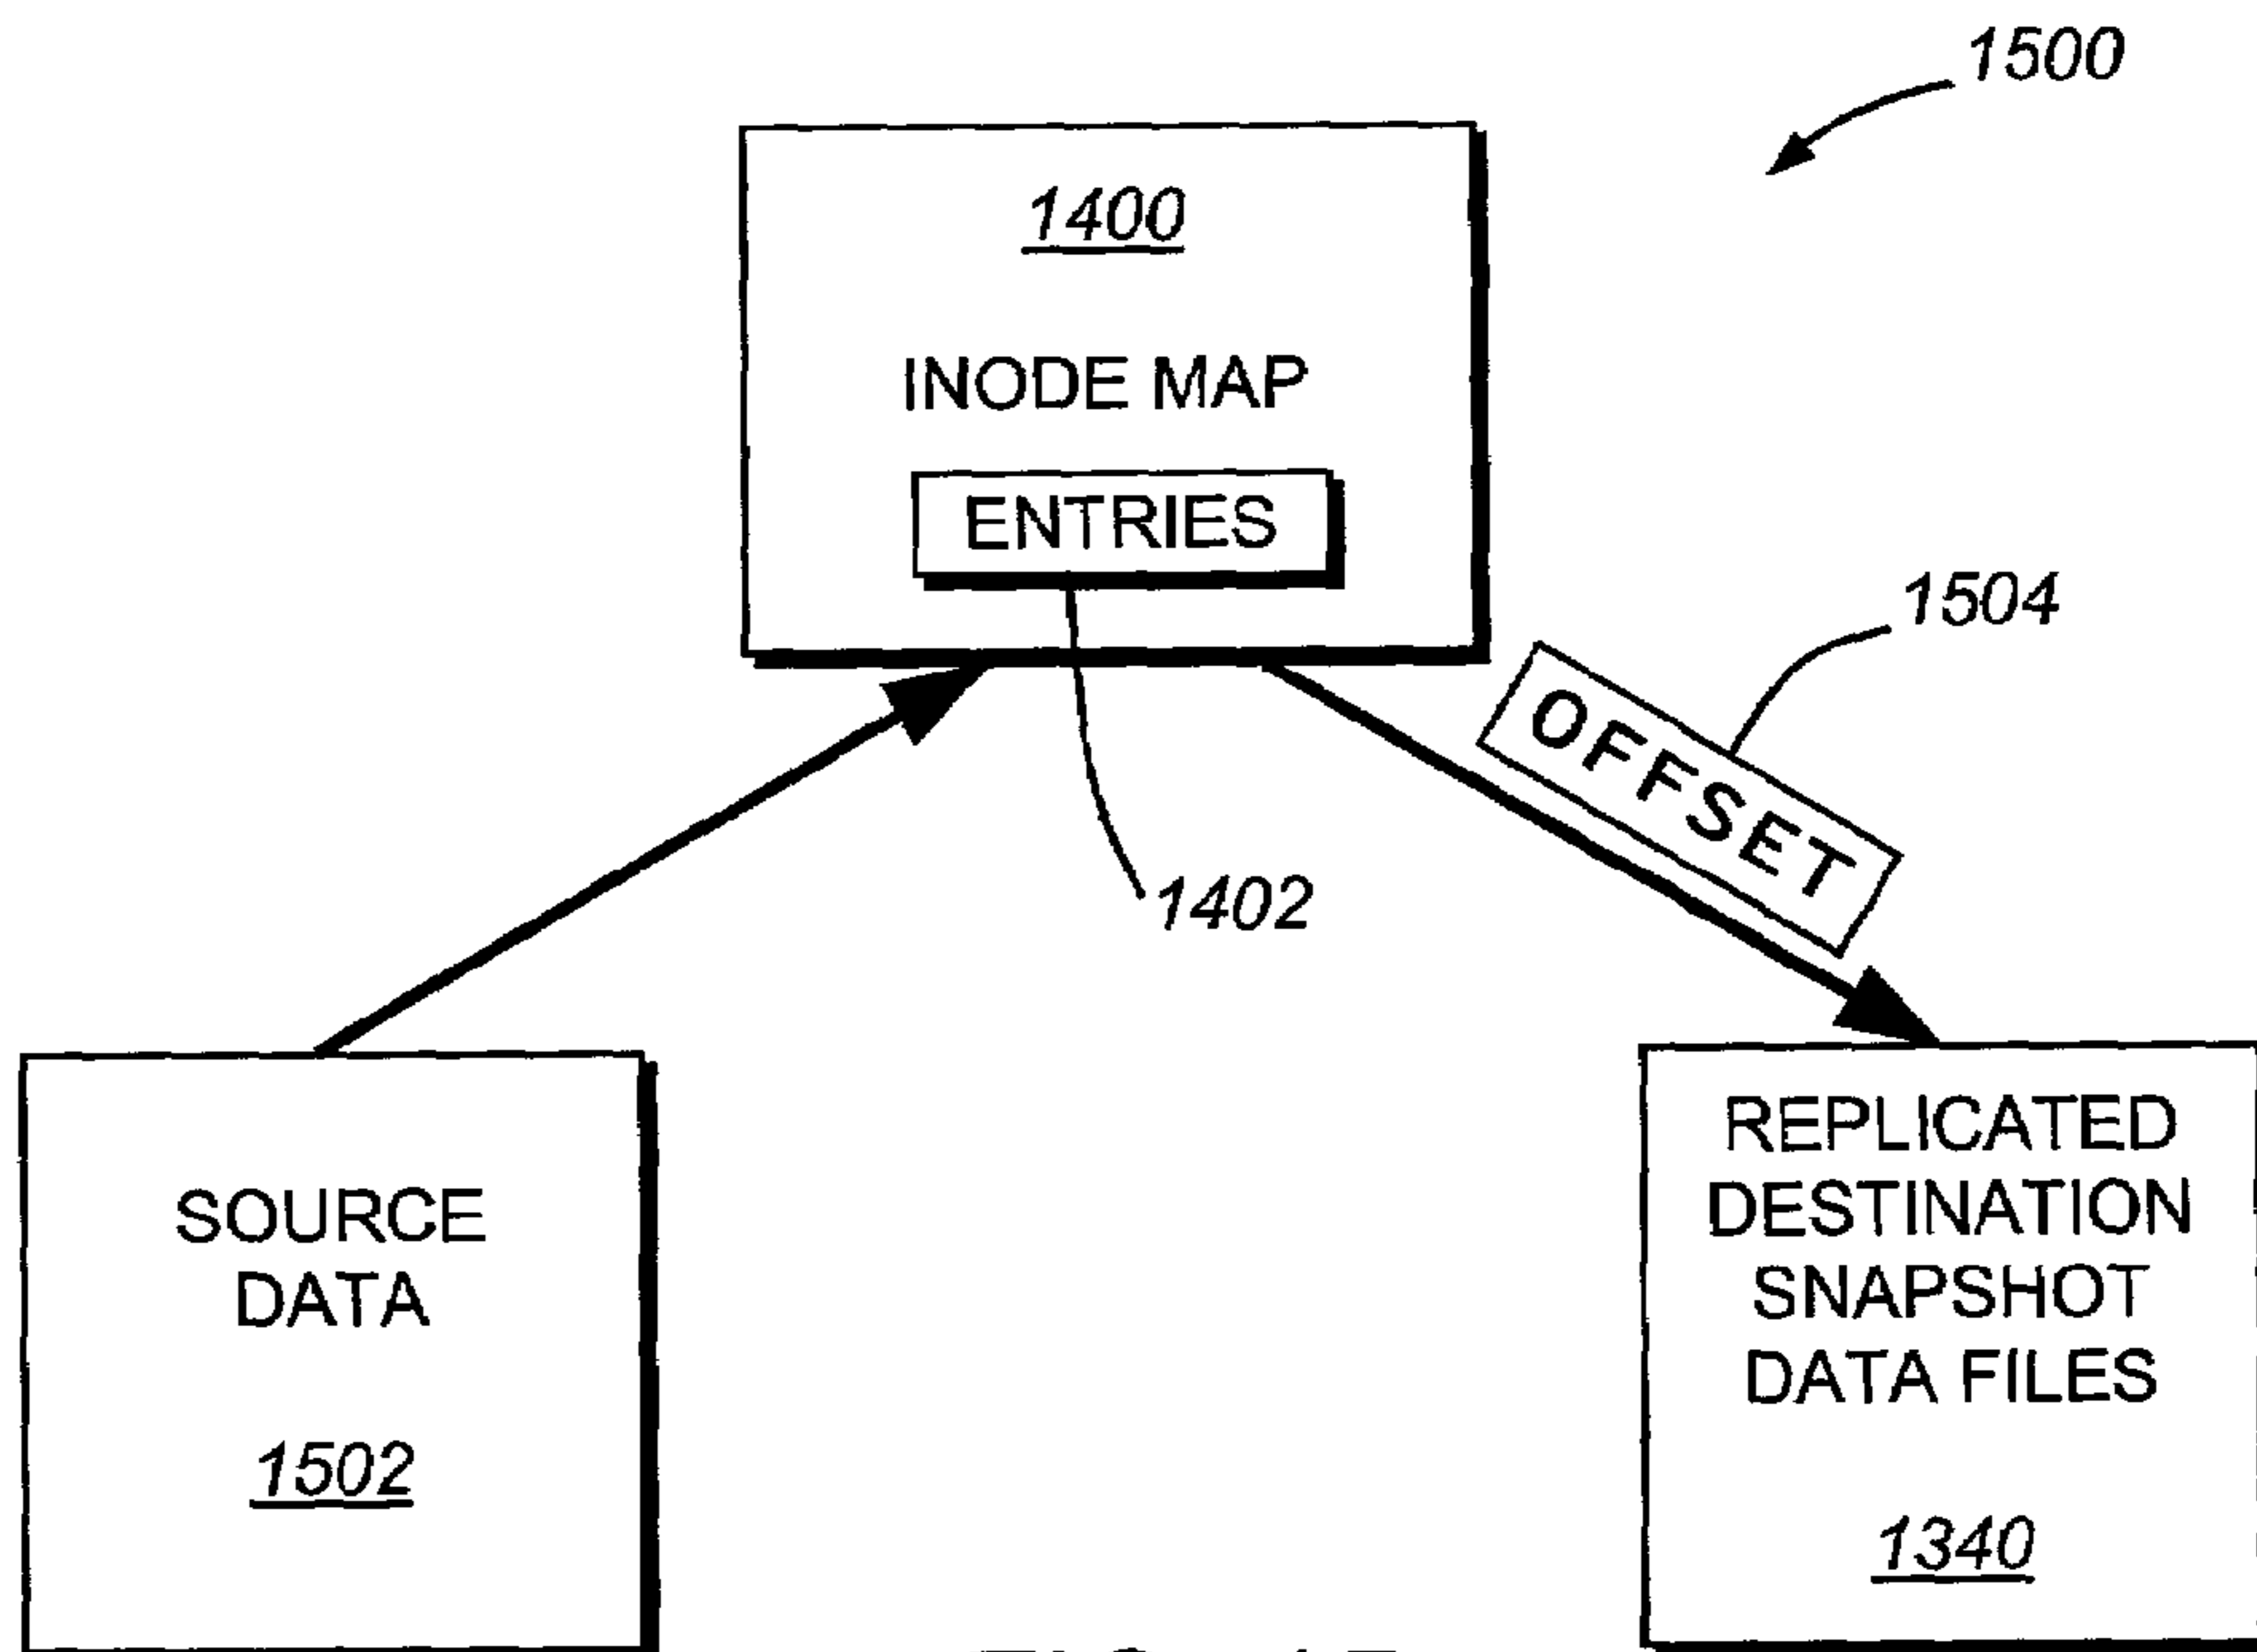 1500
1400
INODE MAP
ENTRIES
1504
OFFSET
1402
SOURCE
DATA
1502
REPLICATED
DESTINATION
SNAPSHOT
DATA FILES
1340